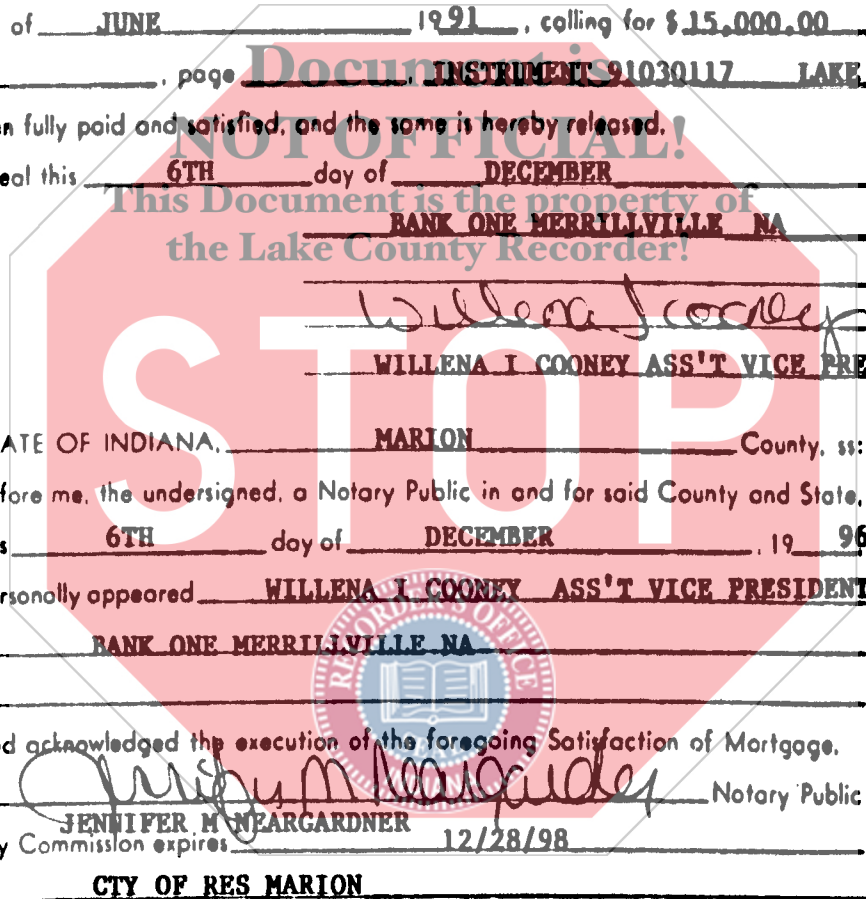 of JUNE 1991, calling for $ 15,000.00
, page , INSTRUMENT 91030117 LAKE
n fully paid and satisfied, and the same is hereby released.
eal this 6TH day of DECEMBER
BANK ONE MERRILLVILLE NA
Willena I Cooney
WILLENA I COONEY ASS'T VICE PRE
ATE OF INDIANA, MARION County, ss:
fore me, the undersigned, a Notary Public in and for said County and State,
s 6TH day of DECEMBER , 19 96
rsonally appeared WILLENA I COONEY ASS'T VICE PRESIDENT
BANK ONE MERRILLVILLE NA
d acknowledged the execution of the foregoing Satisfaction of Mortgage.
Notary Public
JENNIFER M NEARGARDNER
y Commission expires 12/28/98
CTY OF RES MARION
Document is
NOT OFFICIAL!
This Document is the property of
the Lake County Recorder!
STOP
RECORDER'S OFFICE
INDIANA